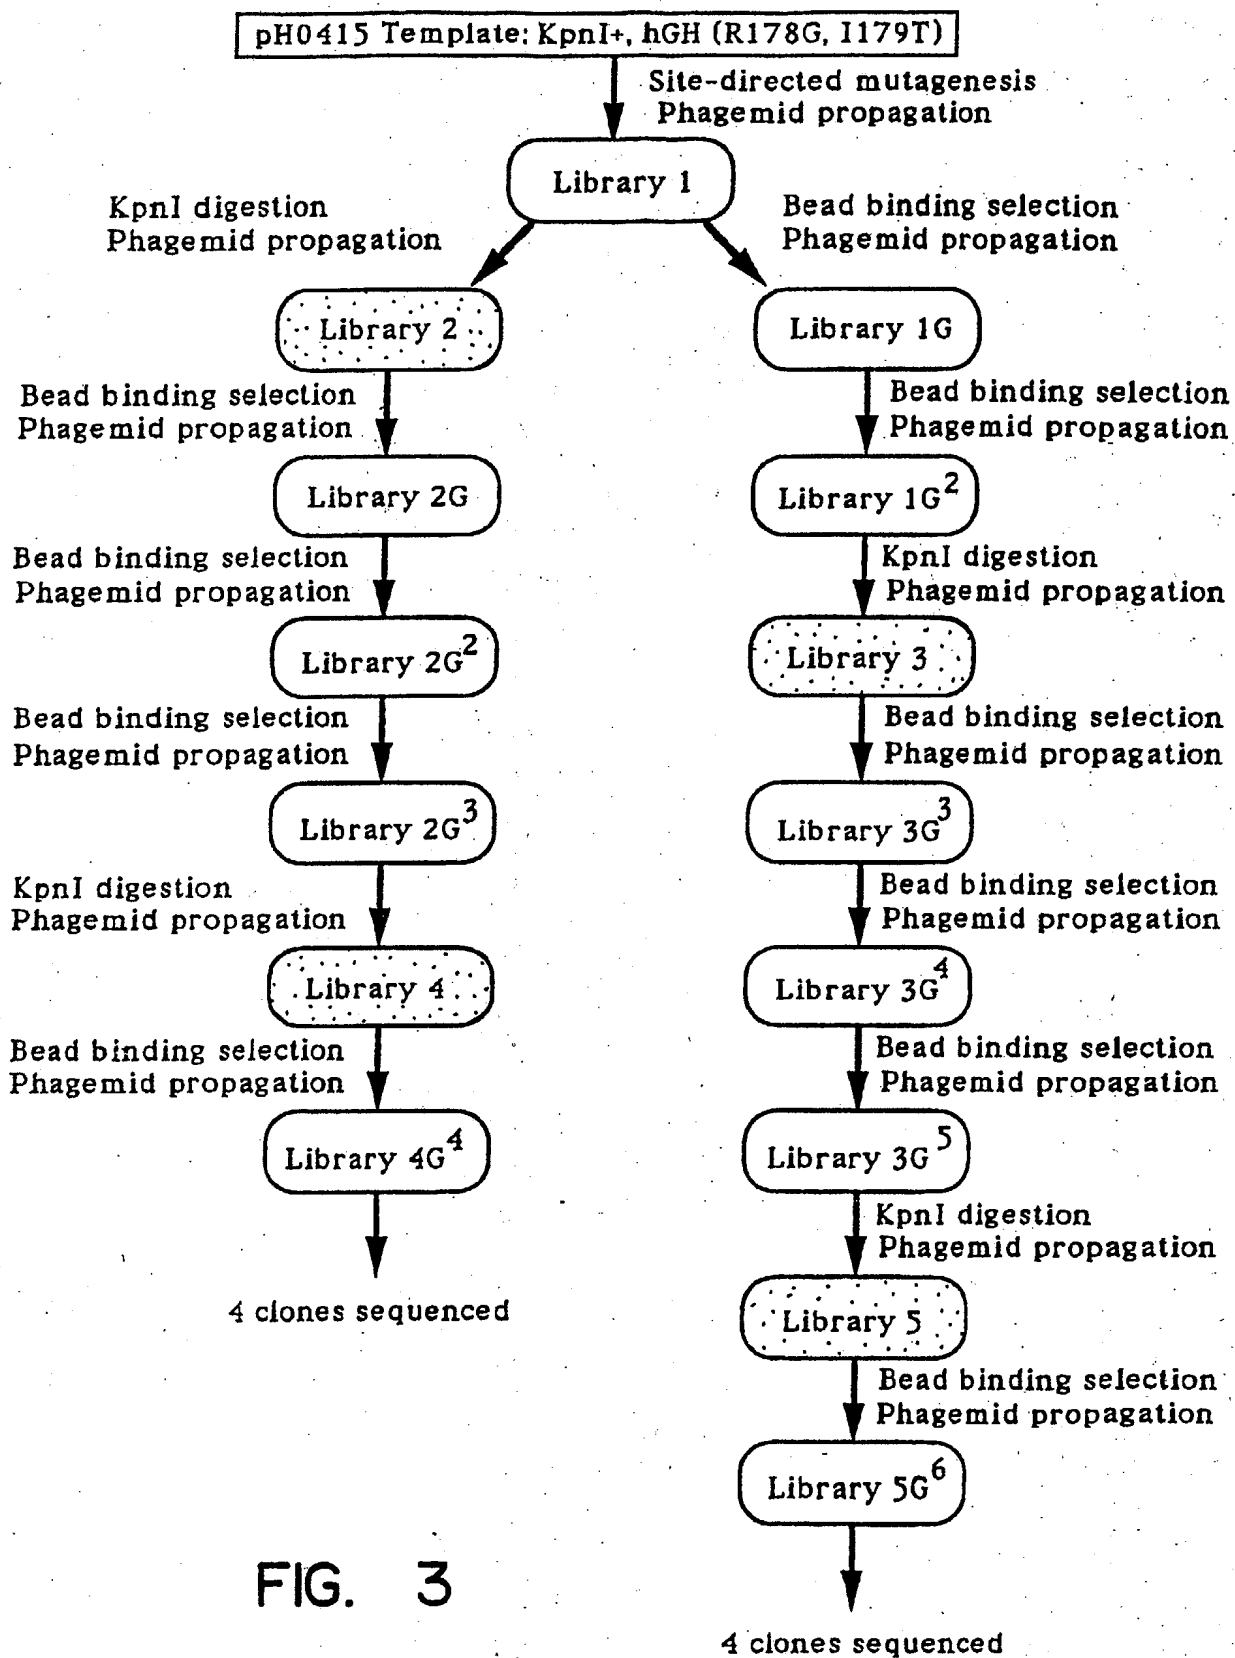 pH0415 Template: KpnI+, hGH (R178G, I179T)
Site-directed mutagenesis
Phagemid propagation
Library 1
KpnI digestion
Phagemid propagation
Bead binding selection
Phagemid propagation
Library 2
Bead binding selection
Phagemid propagation
Library 2G
Bead binding selection
Phagemid propagation
Library 2G²
Bead binding selection
Phagemid propagation
Library 2G³
KpnI digestion
Phagemid propagation
Library 4
Bead binding selection
Phagemid propagation
Library 4G⁴
4 clones sequenced
Library 1G
Bead binding selection
Phagemid propagation
Library 1G²
KpnI digestion
Phagemid propagation
Library 3
Bead binding selection
Phagemid propagation
Library 3G³
Bead binding selection
Phagemid propagation
Library 3G⁴
Bead binding selection
Phagemid propagation
Library 3G⁵
KpnI digestion
Phagemid propagation
Library 5
Bead binding selection
Phagemid propagation
Library 5G⁶
4 clones sequenced
FIG. 3